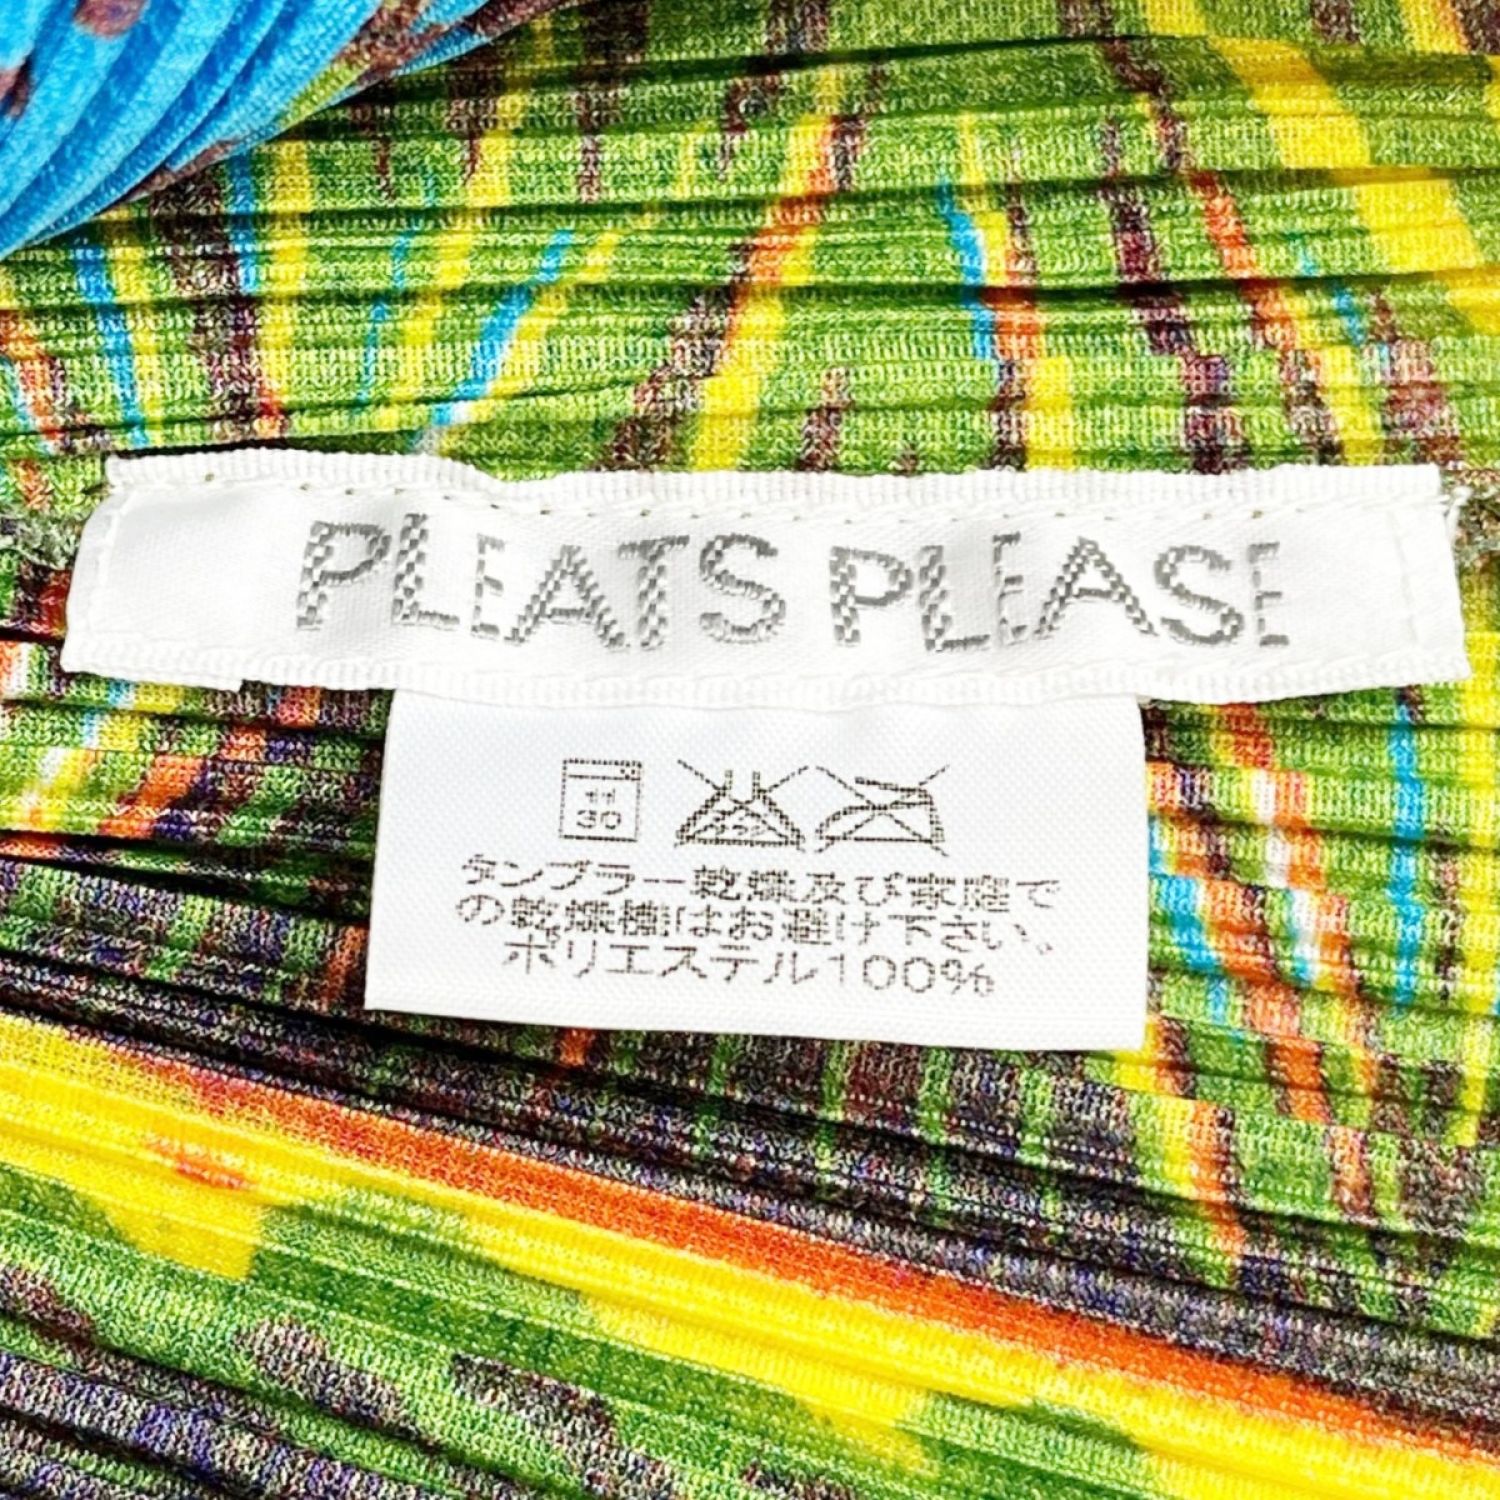 PLEATS PLEASE
30
タンブラー乾燥及び家庭で
の乾燥機はお避け下さい。
ポリエステル100%